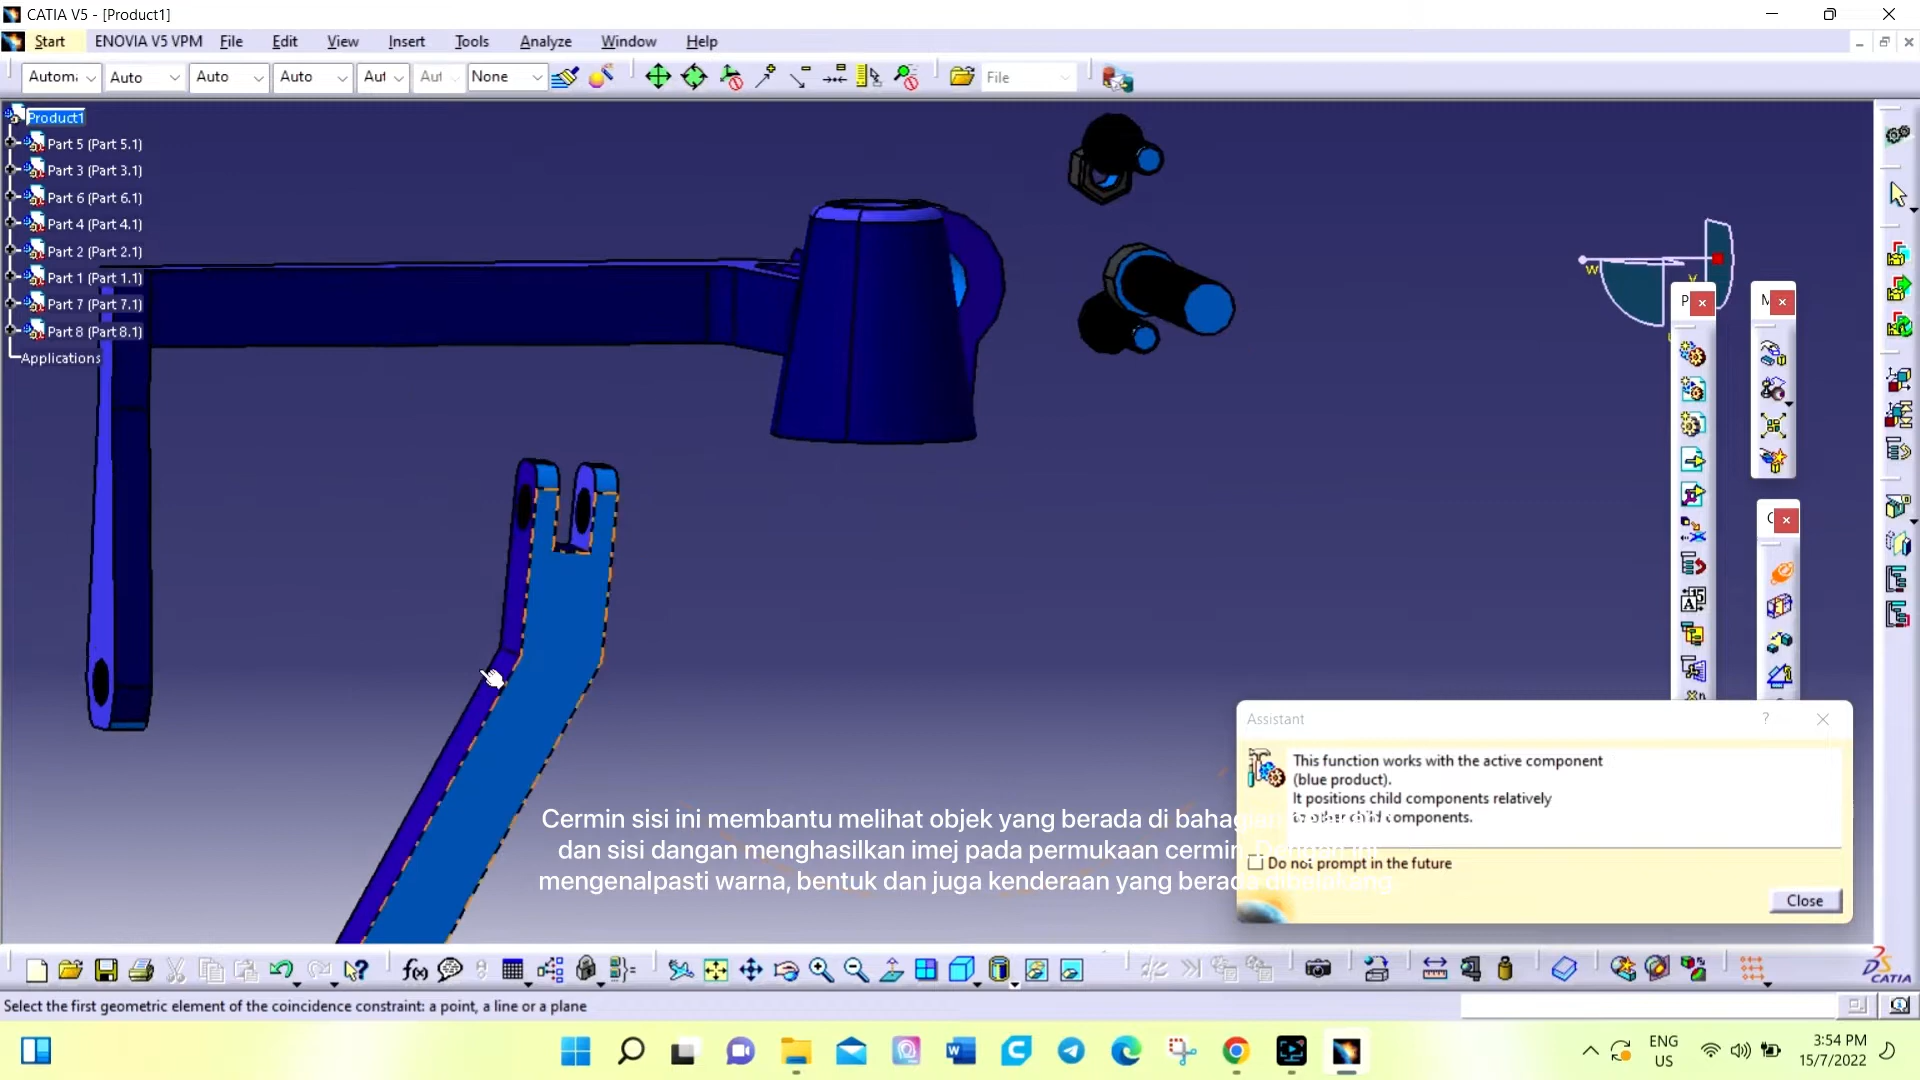 CATIA V5 - [Product1]
Start ENOVIA V5 VPM File Edit View Insert Tools Analyze Window Help
Auto Auto Auto Aut Aut None File
Product1
Part 5 (Part 5.1)
Part 3 (Part 3.1)
Part 6 (Part 6.1)
Part 4 (Part 4.1)
Part 2 (Part 2.1)
Part 1 (Part 1.1)
Part 7 (Part 7.1)
Part 8 (Part 8.1)
Applications
w
P
Assistant ?
This function works with the active component
(blue product).
It positions child components relatively
components.
Do not prompt in the future
Close
Cermin sisi ini membantu melihat objek yang berada di
dan sisi dangan menghasilkan imej pada permukaan
mengenalpasti warna, bentuk dan juga kenderaan yang berada dibelakang
f(x)
CATIA
Select the first geometric element of the coincidence constraint: a point, a line or a plane
ENG
US
3:54 PM
15/7/2022